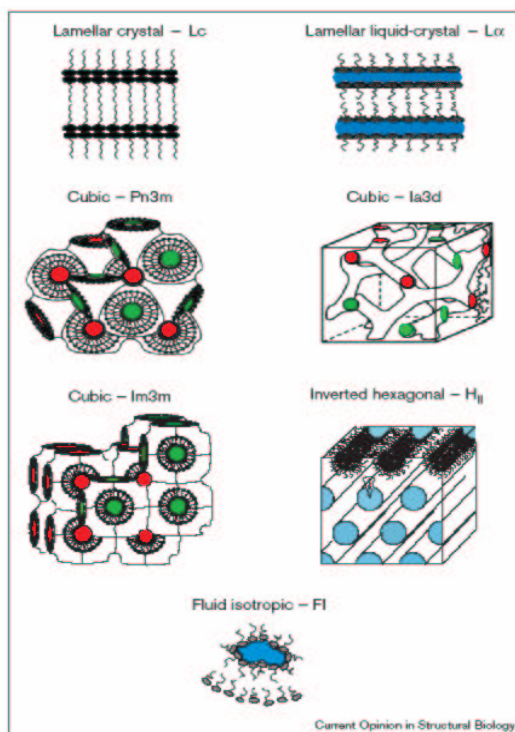 Lamellar crystal – Lc
Lamellar liquid-crystal – Lα
Cubic – Pn3m
Cubic – Ia3d
Cubic – Im3m
Inverted hexagonal – HII
Fluid isotropic – FI
Current Opinion in Structural Biology